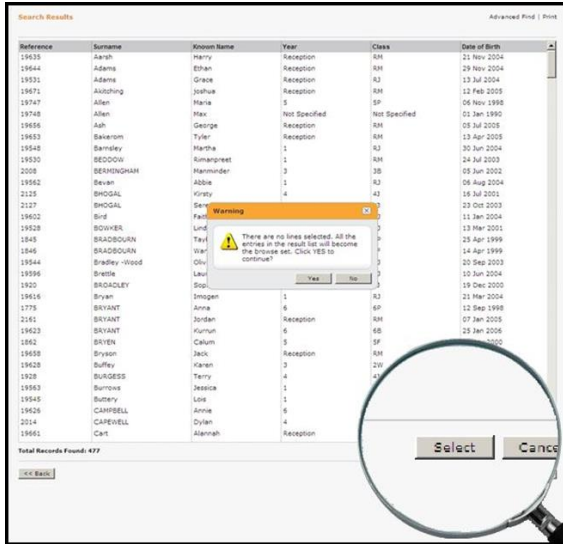 Search Results Advanced Find | Print
Reference Surname Known Name Year Class Date of Birth
19635 Aarsh Harry Reception RM 21 Nov 2004
19644 Adams Ethan Reception RM 29 Nov 2004
19531 Adams Grace Reception RJ 13 Jul 2004
19671 Akitching joshua Reception RM 12 Feb 2005
19747 Allen Maria 5 5P 06 Nov 1998
19748 Allen Max Not Specified Not Specified 01 Jan 1990
19656 Ash George Reception RM 05 Jul 2005
19653 Bakerom Tyler Reception RM 13 Apr 2005
19548 Barnsley Martha 1 RJ 30 Jun 2004
19530 BEDDOW Rimanpreet 1 RM 24 Jul 2003
2008 BERMINGHAM Manminder 3 3B 05 Jun 2002
19562 Bevan Abbie 1 RJ 06 Aug 2004
2125 BHOGAL Kirsty 4 4J 16 Jul 2001
2127 BHOGAL 23 Oct 2003
19602 Bird 11 Jan 2004
19528 BOWKER 13 Mar 2001
1845 BRADBOURN 25 Apr 1999
1846 BRADBOURN 14 Apr 1999
19544 Bradley -Wood 20 Sep 2003
19596 Brettle 10 Jun 2004
1920 BROADLEY 19 Dec 2000
19616 Bryan Imogen 1 RJ 21 Mar 2004
1775 BRYANT Anna 6 6P 12 Sep 1998
2161 BRYANT Jordan Reception RM 07 Jan 2005
19623 BRYANT Kurrun 6 6B 25 Jan 2006
1862 BRYEN Calum 5 5F 2000
19658 Bryson Jack Reception RM
19628 Buffey Karen 3 2W
1928 BURGESS Terry 4
19563 Burrows Jessica 1
19545 Buttery Lois 1
19626 CAMPBELL Annie 6
2014 CAPEWELL Dylan 4
19661 Cart Alannah Reception
Total Records Found: 477
<< Back
Warning
There are no lines selected. All the
entries in the result list will become
the browse set. Click YES to
continue?
Yes No
Select Cance